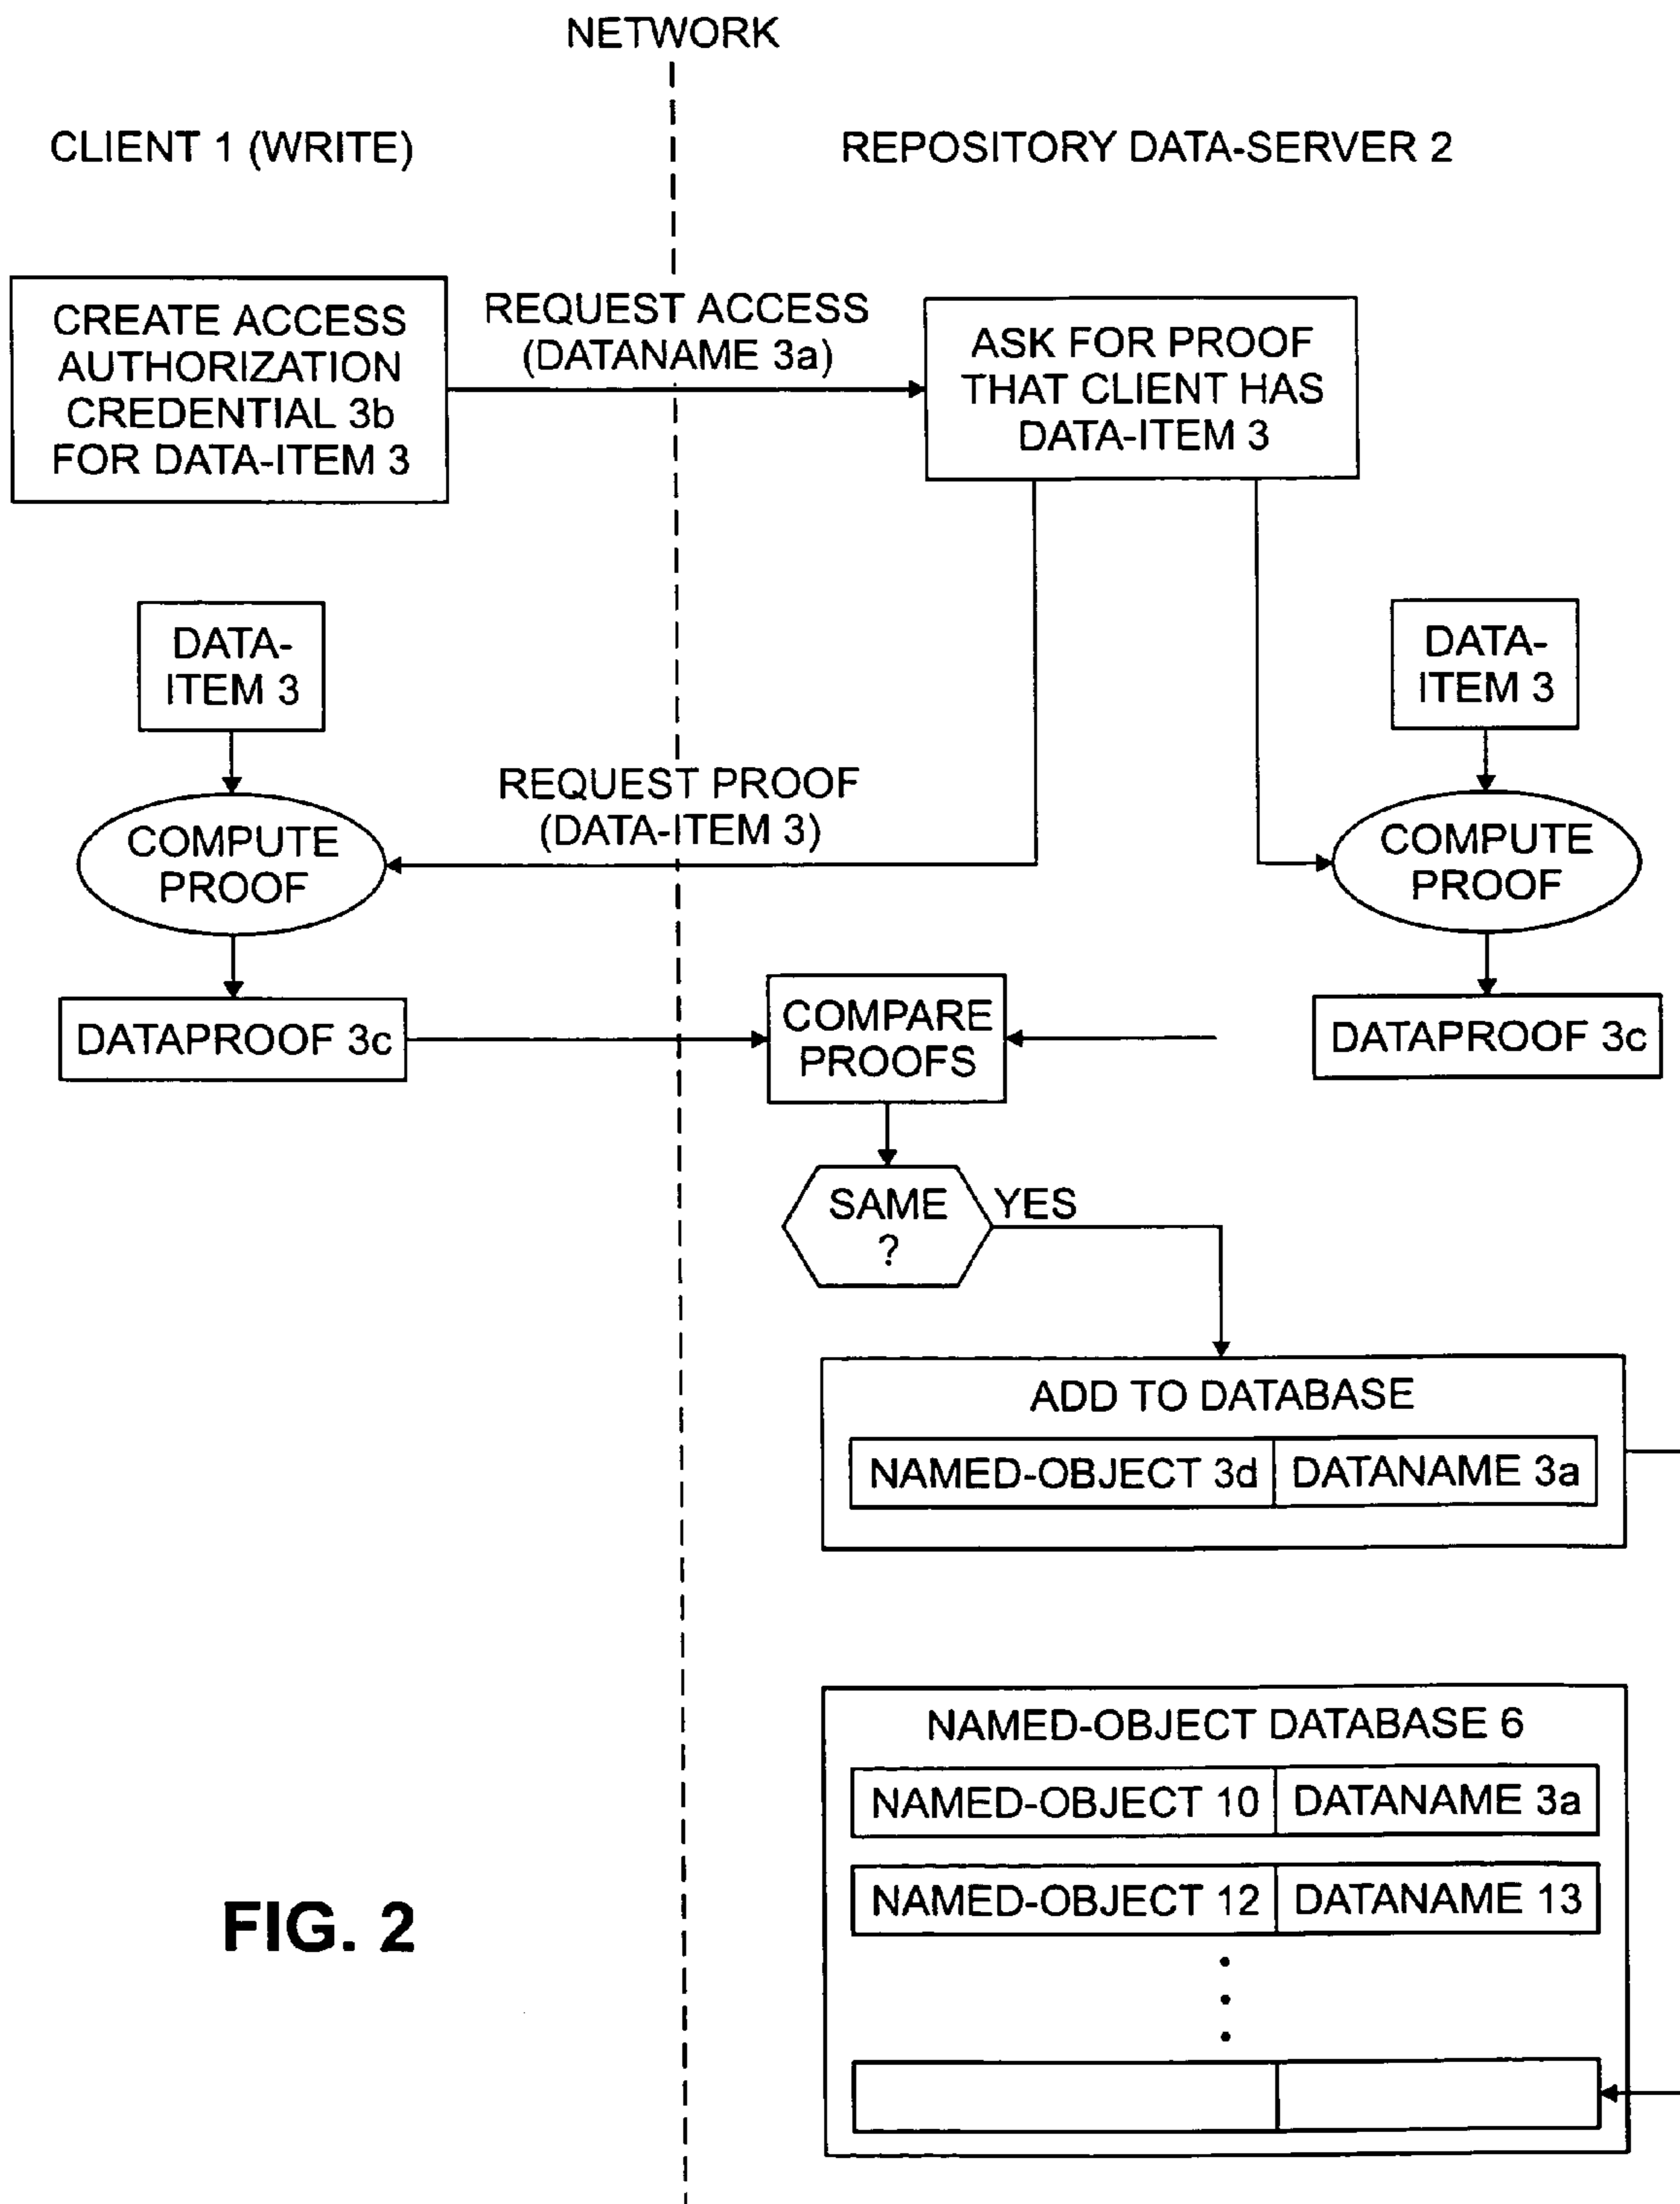 NETWORK
CLIENT 1 (WRITE)
REPOSITORY DATA-SERVER 2
CREATE ACCESS
AUTHORIZATION
CREDENTIAL 3b
FOR DATA-ITEM 3
REQUEST ACCESS
(DATANAME 3a)
ASK FOR PROOF
THAT CLIENT HAS
DATA-ITEM 3
DATA-
ITEM 3
DATA-
ITEM 3
REQUEST PROOF
(DATA-ITEM 3)
COMPUTE
PROOF
COMPUTE
PROOF
DATAPROOF 3c
COMPARE
PROOFS
DATAPROOF 3c
SAME
?
YES
ADD TO DATABASE
NAMED-OBJECT 3d
DATANAME 3a
NAMED-OBJECT DATABASE 6
NAMED-OBJECT 10
DATANAME 3a
NAMED-OBJECT 12
DATANAME 13
FIG. 2